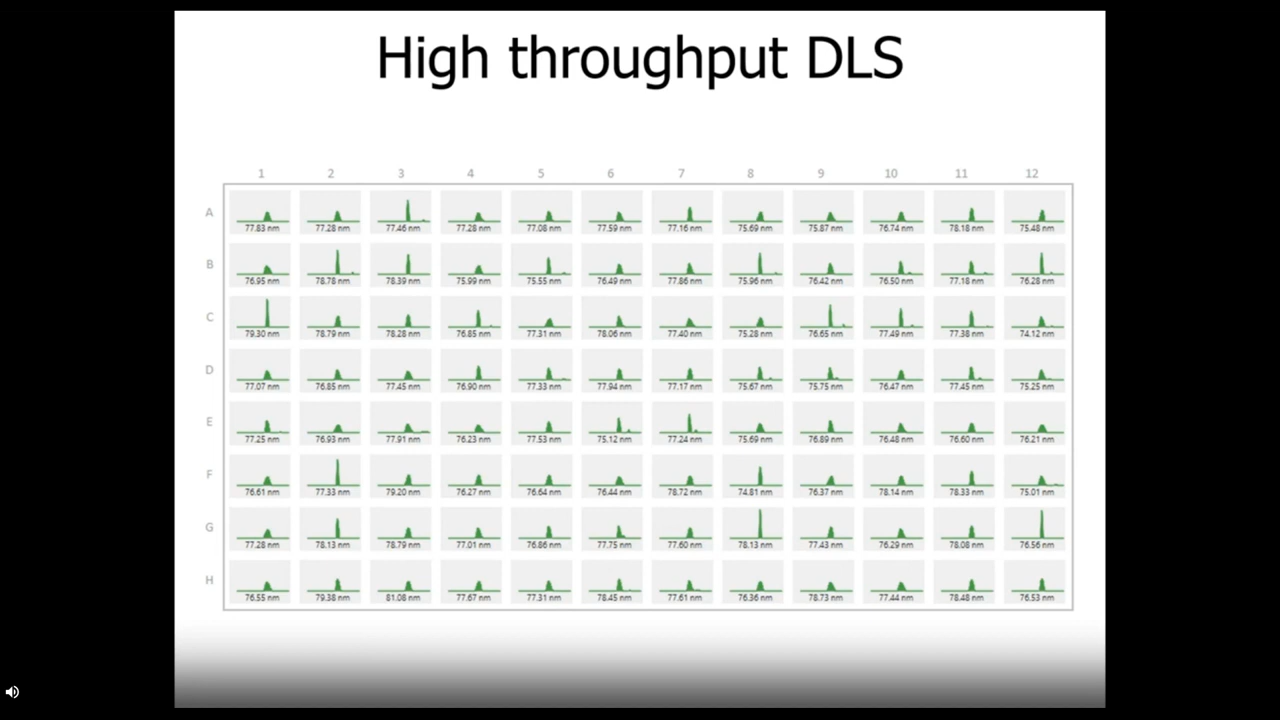 High throughput DLS
1 2 3 4 5 6 7 8 9 10 11 12
A
77.83 nm 77.28 nm 77.46 nm 77.28 nm 77.08 nm 77.59 nm 77.16 nm 75.69 nm 75.87 nm 76.74 nm 78.18 nm 75.48 nm
B
76.95 nm 78.78 nm 78.39 nm 75.99 nm 75.55 nm 76.49 nm 77.86 nm 75.96 nm 76.42 nm 76.50 nm 77.18 nm 76.28 nm
C
79.30 nm 78.79 nm 78.28 nm 76.85 nm 77.31 nm 78.06 nm 77.40 nm 75.28 nm 76.65 nm 77.49 nm 77.38 nm 74.12 nm
D
77.07 nm 76.85 nm 77.45 nm 76.90 nm 77.33 nm 77.94 nm 77.17 nm 75.67 nm 75.75 nm 76.47 nm 77.45 nm 75.25 nm
E
77.25 nm 76.93 nm 77.91 nm 76.23 nm 77.53 nm 75.12 nm 77.24 nm 75.69 nm 76.89 nm 76.48 nm 76.60 nm 76.21 nm
F
76.61 nm 77.33 nm 79.20 nm 76.27 nm 76.64 nm 76.44 nm 78.72 nm 74.81 nm 76.37 nm 78.14 nm 78.33 nm 75.01 nm
G
77.28 nm 78.13 nm 78.79 nm 77.01 nm 76.86 nm 77.75 nm 77.60 nm 78.13 nm 77.43 nm 76.29 nm 78.08 nm 76.56 nm
H
76.55 nm 79.38 nm 81.08 nm 77.67 nm 77.31 nm 78.45 nm 77.61 nm 76.36 nm 78.73 nm 77.44 nm 78.48 nm 76.53 nm